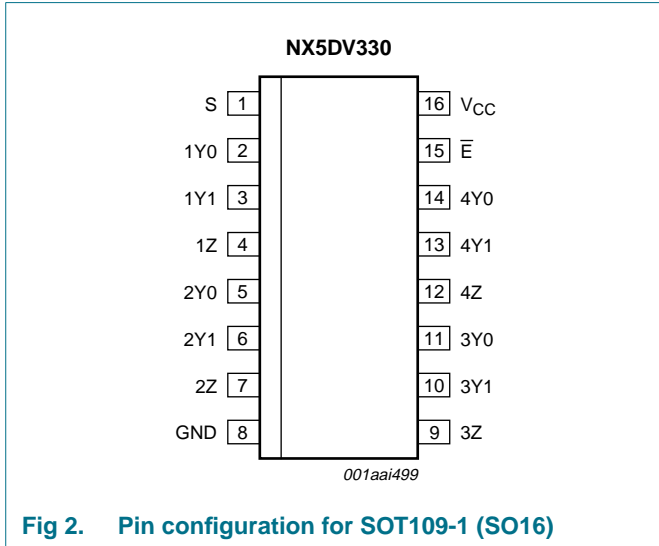 NX5DV330
S 1 16 VCC
1Y0 2 15 E̅
1Y1 3 14 4Y0
1Z 4 13 4Y1
2Y0 5 12 4Z
2Y1 6 11 3Y0
2Z 7 10 3Y1
GND 8 9 3Z
001aai499
Fig 2. Pin configuration for SOT109-1 (SO16)